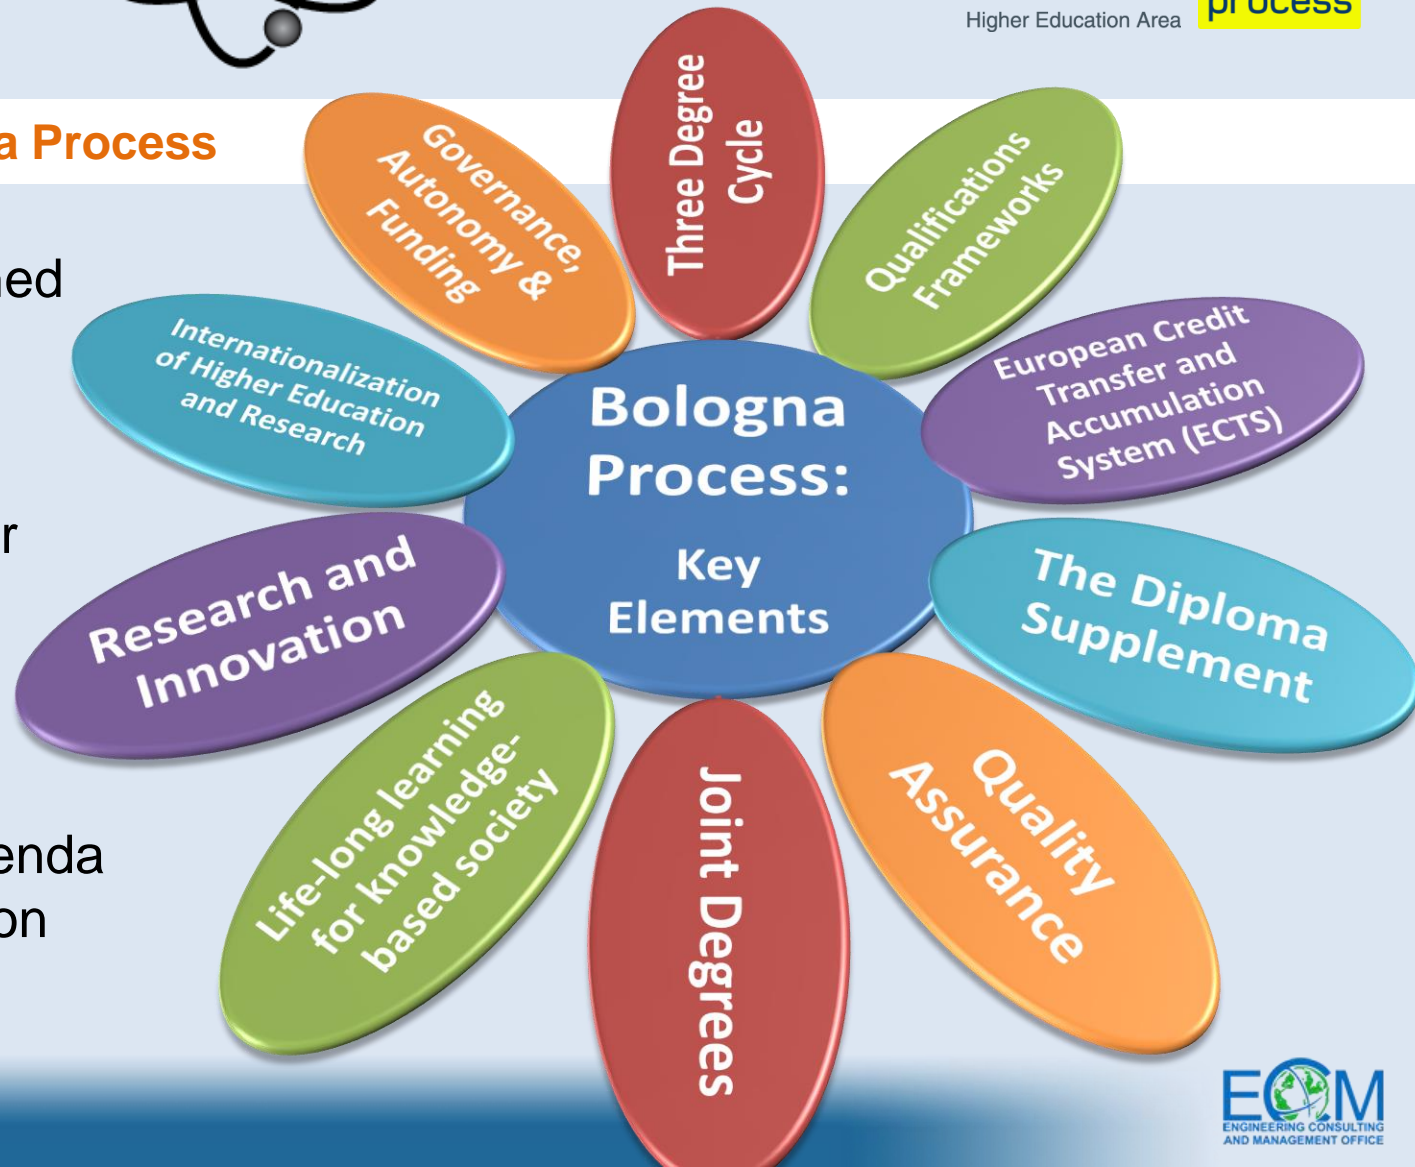 Higher Education Area
process
a Process
Three Degree
Cycle
Qualifications
Frameworks
European Credit
Transfer and
Accumulation
System (ECTS)
The Diploma
Supplement
Quality
Assurance
Joint Degrees
Life-long learning
for knowledge-
based society
Research and
Innovation
Internationalization
of Higher Education
and Research
Governance,
Autonomy &
Funding
Bologna
Process:
Key
Elements
ned
r
enda
on
ECM
ENGINEERING CONSULTING
AND MANAGEMENT OFFICE